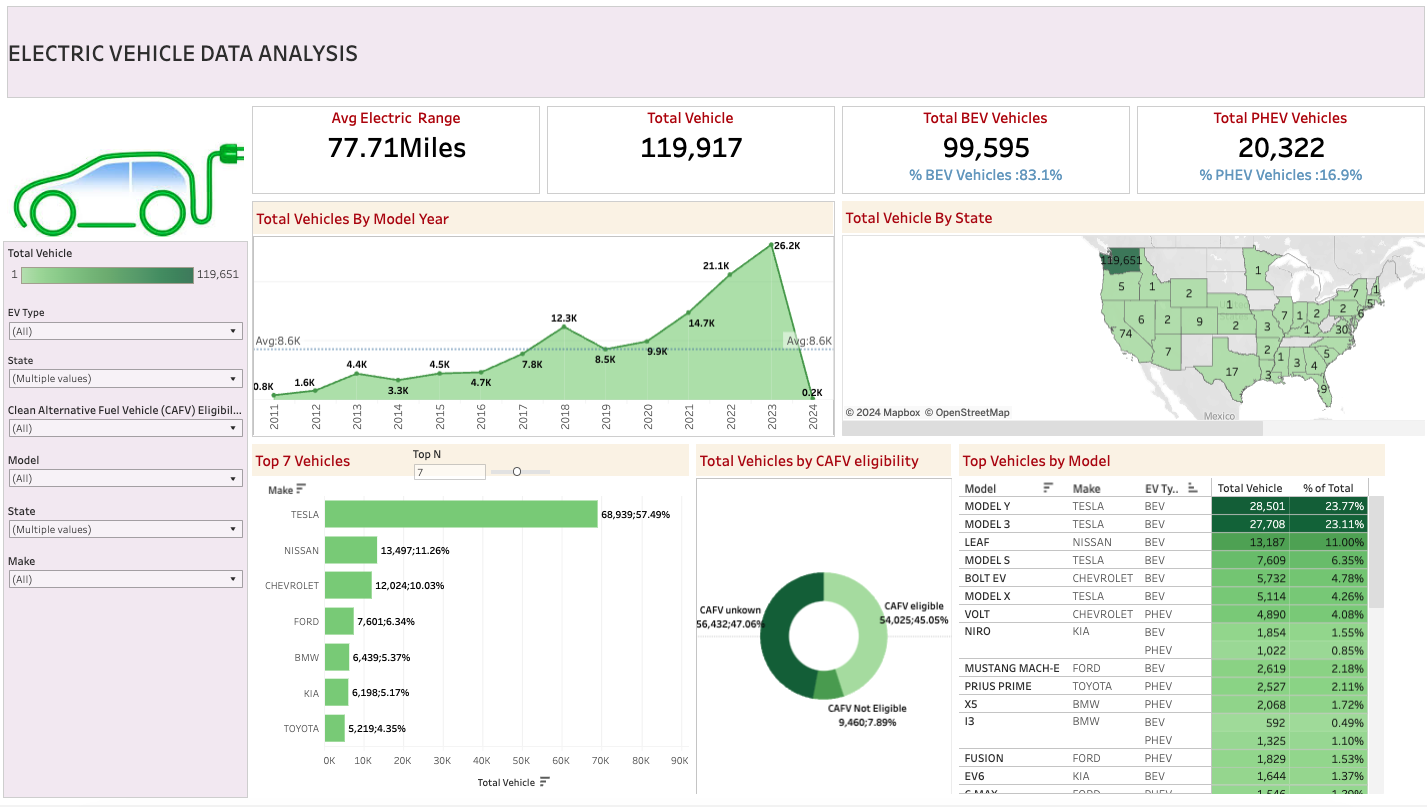 ELECTRIC VEHICLE DATA ANALYSIS
Avg Electric Range
77.71Miles
Total Vehicle
119,917
Total BEV Vehicles
99,595
% BEV Vehicles :83.1%
Total PHEV Vehicles
20,322
% PHEV Vehicles :16.9%
Total Vehicle
1 119,651
EV Type
(All)
State
(Multiple values)
Clean Alternative Fuel Vehicle (CAFV) Eligibil...
(All)
Model
(All)
State
(Multiple values)
Make
(All)
Total Vehicles By Model Year
26.2K
21.1K
12.3K
14.7K
Avg:8.6K Avg:8.6K
8.5K
9.9K
7.8K
4.4K
4.5K
4.7K
3.3K
1.6K
0.8K
0.2K
2011 2012 2013 2014 2015 2016 2017 2018 2019 2020 2021 2022 2023 2024
Total Vehicle By State
119,651
1
5 1
2
7 1
5
6
1
6 2
9
2
7 1 2
2
30
74
3
1
7
2
1 3 4
5
17
3
9
Mexico
© 2024 Mapbox © OpenStreetMap
Top 7 Vehicles
Top N
7
Make
TESLA 68,939;57.49%
NISSAN 13,497;11.26%
CHEVROLET 12,024;10.03%
FORD 7,601;6.34%
BMW 6,439;5.37%
KIA 6,198;5.17%
TOYOTA 5,219;4.35%
0K 10K 20K 30K 40K 50K 60K 70K 80K 90K
Total Vehicle
Total Vehicles by CAFV eligibility
CAFV unkown
56,432;47.06%
CAFV eligible
54,025;45.05%
CAFV Not Eligible
9,460;7.89%
Top Vehicles by Model
Model Make EV Ty.. Total Vehicle % of Total
MODEL Y TESLA BEV 28,501 23.77%
MODEL 3 TESLA BEV 27,708 23.11%
LEAF NISSAN BEV 13,187 11.00%
MODEL S TESLA BEV 7,609 6.35%
BOLT EV CHEVROLET BEV 5,732 4.78%
MODEL X TESLA BEV 5,114 4.26%
VOLT CHEVROLET PHEV 4,890 4.08%
NIRO KIA BEV 1,854 1.55%
PHEV 1,022 0.85%
MUSTANG MACH-E FORD BEV 2,619 2.18%
PRIUS PRIME TOYOTA PHEV 2,527 2.11%
X5 BMW PHEV 2,068 1.72%
I3 BMW BEV 592 0.49%
PHEV 1,325 1.10%
FUSION FORD PHEV 1,829 1.53%
EV6 KIA BEV 1,644 1.37%